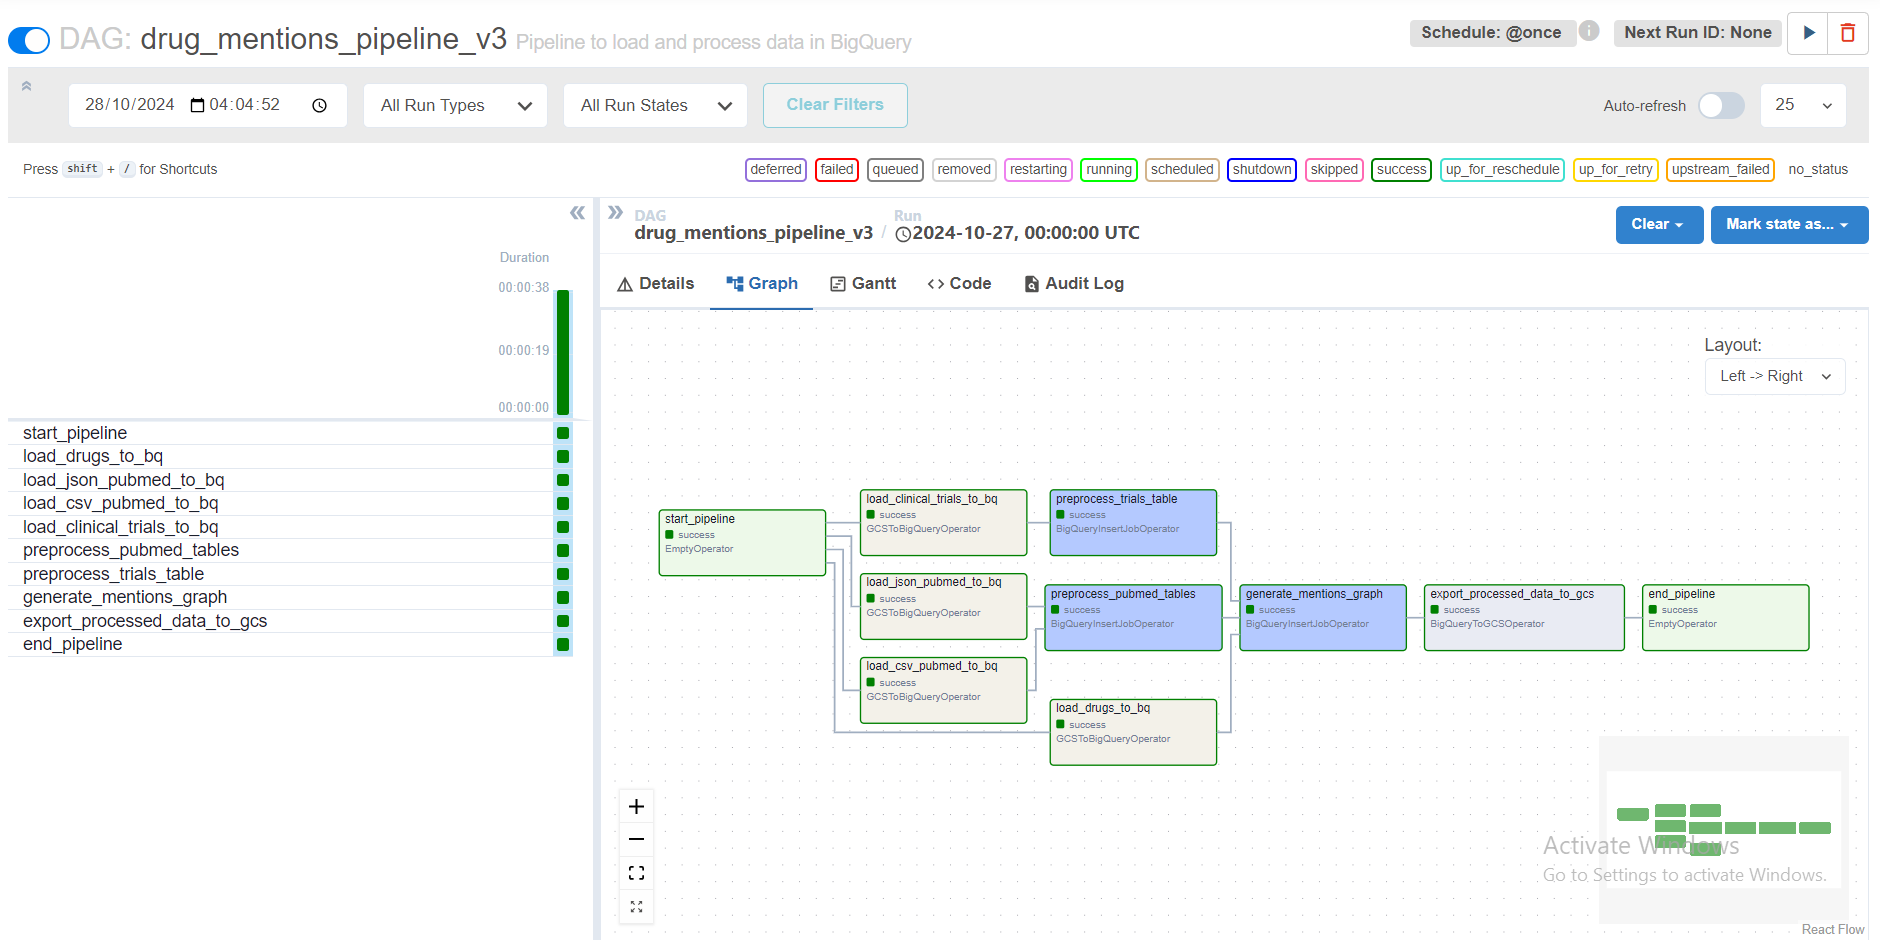 DAG: drug_mentions_pipeline_v3 Pipeline to load and process data in BigQuery
Schedule: @once
Next Run ID: None
28/10/2024 04:04:52
All Run Types
All Run States
Clear Filters
Auto-refresh
25
Press shift + / for Shortcuts
deferred failed queued removed restarting running scheduled shutdown skipped success up_for_reschedule up_for_retry upstream_failed no_status
Duration
00:00:38
00:00:19
00:00:00
start_pipeline
load_drugs_to_bq
load_json_pubmed_to_bq
load_csv_pubmed_to_bq
load_clinical_trials_to_bq
preprocess_pubmed_tables
preprocess_trials_table
generate_mentions_graph
export_processed_data_to_gcs
end_pipeline
DAG
drug_mentions_pipeline_v3 /
Run
2024-10-27, 00:00:00 UTC
Clear
Mark state as...
Details
Graph
Gantt
Code
Audit Log
Layout:
Left -> Right
start_pipeline
success
EmptyOperator
load_clinical_trials_to_bq
success
GCSToBigQueryOperator
preprocess_trials_table
success
BigQueryInsertJobOperator
load_json_pubmed_to_bq
success
GCSToBigQueryOperator
preprocess_pubmed_tables
success
BigQueryInsertJobOperator
generate_mentions_graph
success
BigQueryInsertJobOperator
export_processed_data_to_gcs
success
BigQueryToGCSOperator
end_pipeline
success
EmptyOperator
load_csv_pubmed_to_bq
success
GCSToBigQueryOperator
load_drugs_to_bq
success
GCSToBigQueryOperator
Activate Windows
Go to Settings to activate Windows.
React Flow